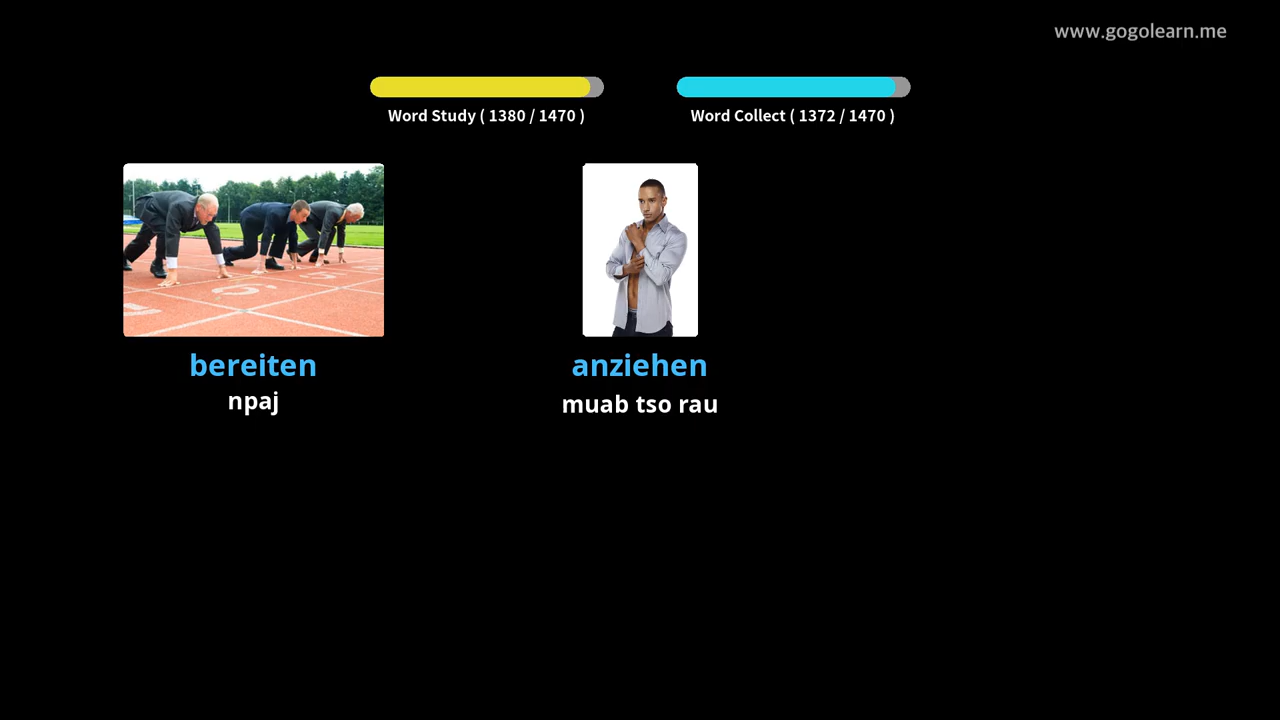 www.gogolearn.me
Word Study ( 1380 / 1470 )
Word Collect ( 1372 / 1470 )
bereiten
npaj
anziehen
muab tso rau